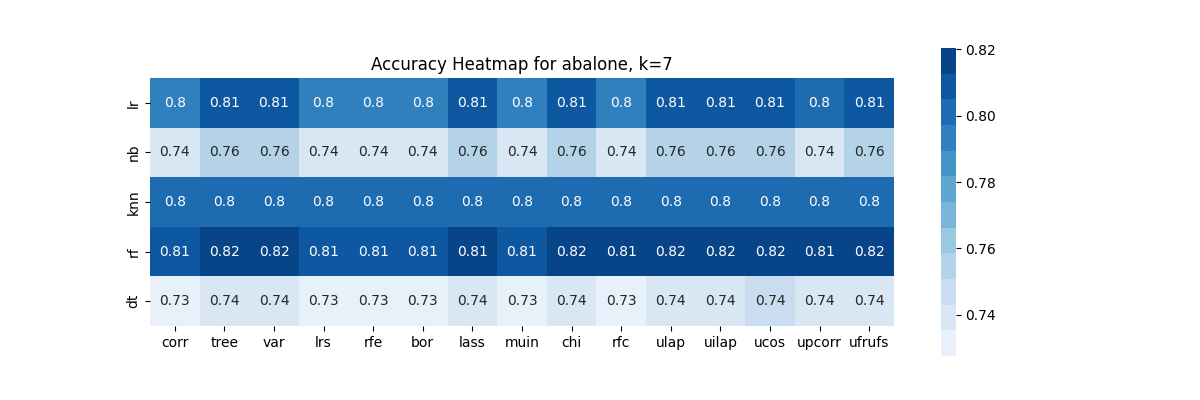 Accuracy Heatmap for abalone, k=7
lr 0.8 0.81 0.81 0.8 0.8 0.8 0.81 0.8 0.81 0.8 0.81 0.81 0.81 0.8 0.81
nb 0.74 0.76 0.76 0.74 0.74 0.74 0.76 0.74 0.76 0.74 0.76 0.76 0.76 0.74 0.76
knn 0.8 0.8 0.8 0.8 0.8 0.8 0.8 0.8 0.8 0.8 0.8 0.8 0.8 0.8 0.8
rf 0.81 0.82 0.82 0.81 0.81 0.81 0.81 0.81 0.82 0.81 0.82 0.82 0.82 0.81 0.82
dt 0.73 0.74 0.74 0.73 0.73 0.73 0.74 0.73 0.74 0.73 0.74 0.74 0.74 0.74 0.74
corr tree var lrs rfe bor lass muin chi rfc ulap uilap ucos upcorr ufrufs
0.82
0.80
0.78
0.76
0.74